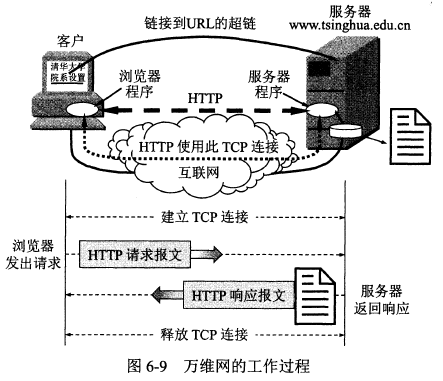 链接到URL的超链
服务器
www.tsinghua.edu.cn
客户
清华大学
院系设置
浏览器
程序
服务器
程序
HTTP
HTTP 使用此 TCP 连接
互联网
建立 TCP 连接
浏览器
发出请求
HTTP 请求报文
HTTP 响应报文
服务器
返回响应
释放 TCP 连接
图 6-9 万维网的工作过程